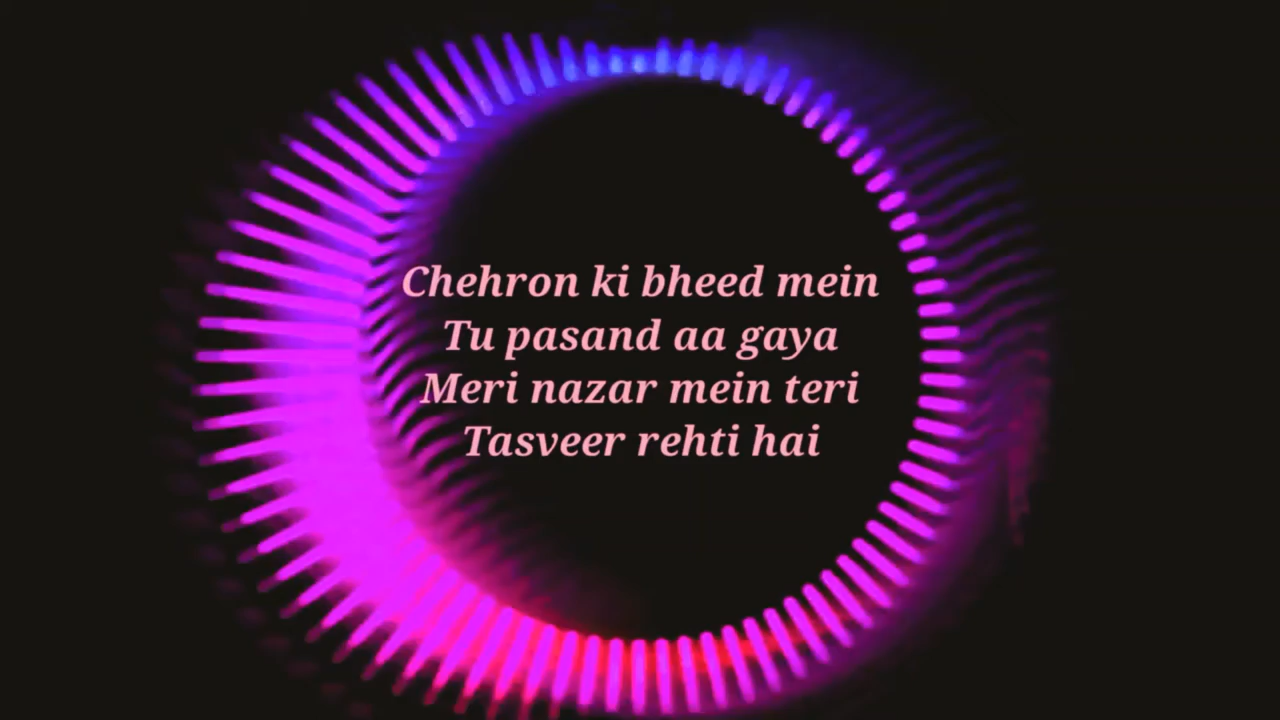 Chehron ki bheed mein
Tu pasand aa gaya
Meri nazar mein teri
Tasveer rehti hai